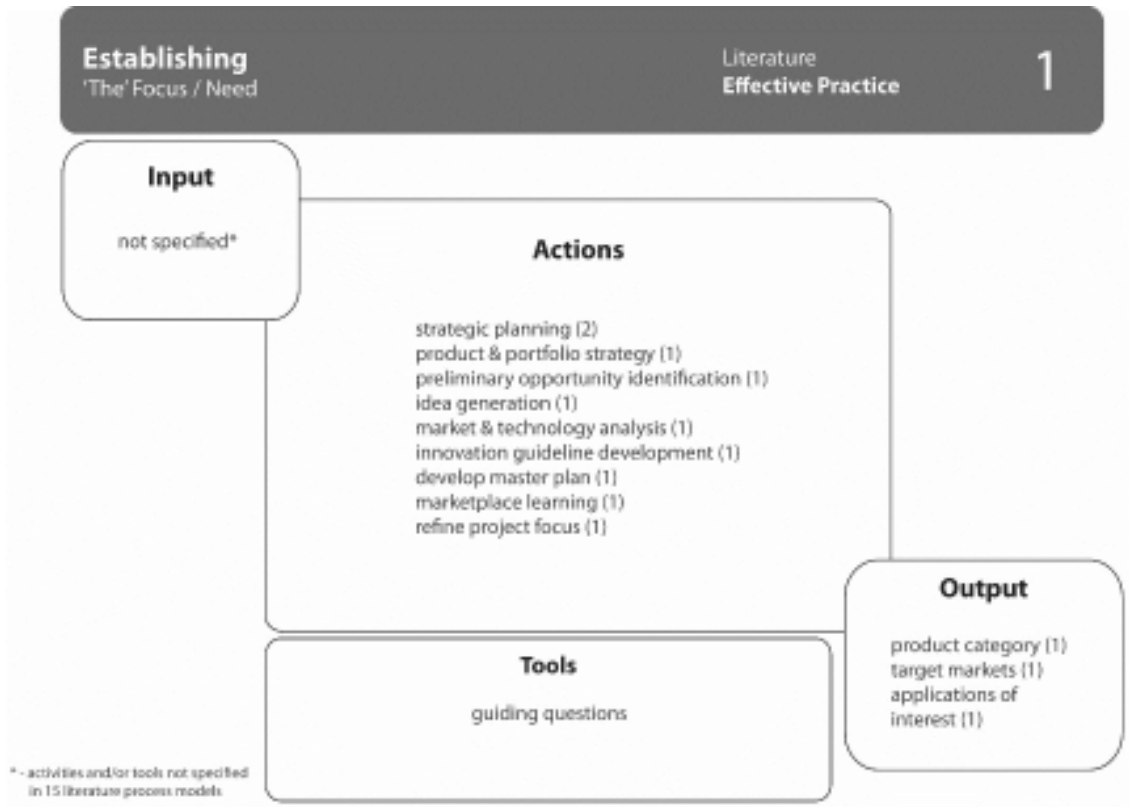 Establishing
'The' Focus / Need
Literature
Effective Practice
1
Input
not specified*
Actions
strategic planning (2)
product & portfolio strategy (1)
preliminary opportunity identification (1)
idea generation (1)
market & technology analysis (1)
innovation guideline development (1)
develop master plan (1)
marketplace learning (1)
refine project focus (1)
Output
product category (1)
target markets (1)
applications of
interest (1)
Tools
guiding questions
* - activities and/or tools not specified
in 15 literature process models